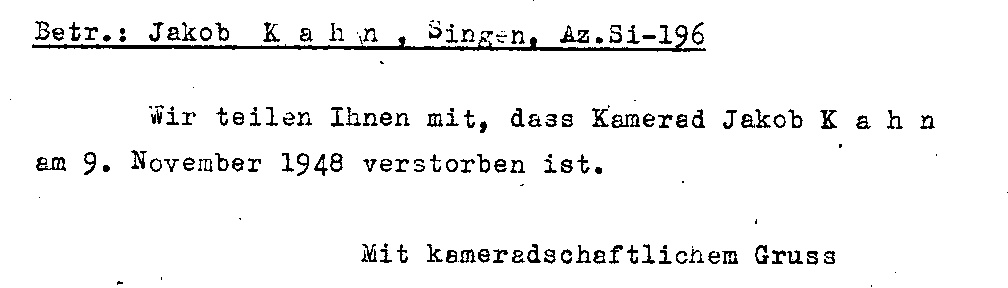 Betr.: Jakob K a h n , Singen, Az.Si-196
Wir teilen Ihnen mit, dass Kamerad Jakob K a h n
am 9. November 1948 verstorben ist.
Mit kameradschaftlichem Gruss